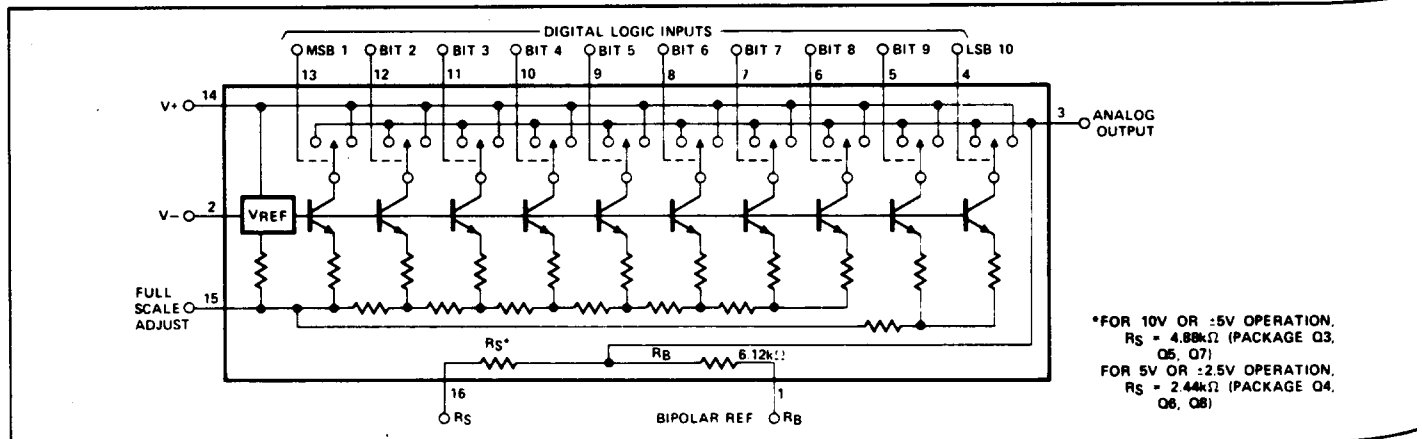 DIGITAL LOGIC INPUTS
MSB 1 BIT 2 BIT 3 BIT 4 BIT 5 BIT 6 BIT 7 BIT 8 BIT 9 LSB 10
13 12 11 10 9 8 7 6 5 4
V+ 14
3 ANALOG
OUTPUT
V− 2 VREF
FULL
SCALE
ADJUST
15
RS* RB 6.12kΩ
16 1
RS BIPOLAR REF RB
*FOR 10V OR ±5V OPERATION,
RS = 4.88kΩ (PACKAGE Q3,
Q5, Q7)
FOR 5V OR ±2.5V OPERATION,
RS = 2.44kΩ (PACKAGE Q4,
Q6, Q8)